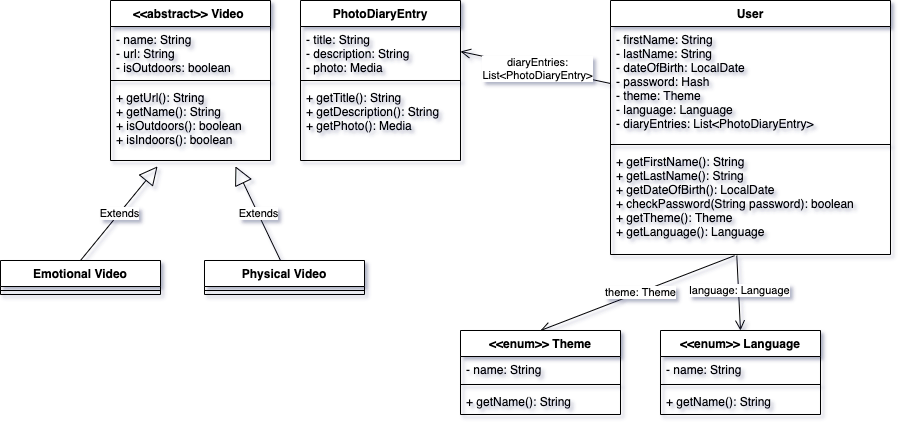 <<abstract>> Video
- name: String
- url: String
- isOutdoors: boolean
+ getUrl(): String
+ getName(): String
+ isOutdoors(): boolean
+ isIndoors(): boolean
PhotoDiaryEntry
- title: String
- description: String
- photo: Media
+ getTitle(): String
+ getDescription(): String
+ getPhoto(): Media
diaryEntries:
List<PhotoDiaryEntry>
User
- firstName: String
- lastName: String
- dateOfBirth: LocalDate
- password: Hash
- theme: Theme
- language: Language
- diaryEntries: List<PhotoDiaryEntry>
+ getFirstName(): String
+ getLastName(): String
+ getDateOfBirth(): LocalDate
+ checkPassword(String password): boolean
+ getTheme(): Theme
+ getLanguage(): Language
Extends
Extends
Emotional Video
Physical Video
theme: Theme
language: Language
<<enum>> Theme
- name: String
+ getName(): String
<<enum>> Language
- name: String
+ getName(): String